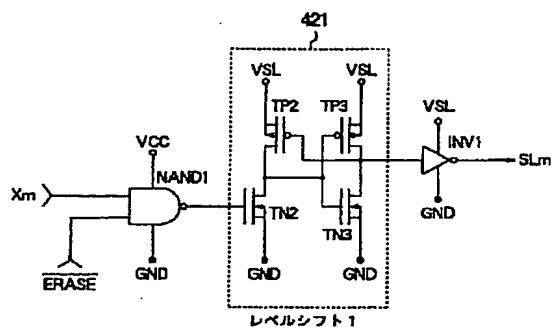 421
VSL VSL
TP2 TP3
VSL
VCC
INV1
NAND1
Xm
SLm
TN2
TN3
GND
ERASE
GND
GND GND
レベルシフト1